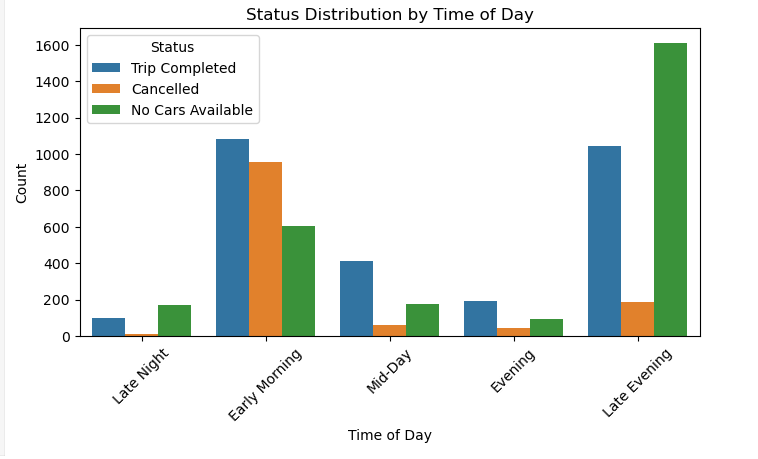 Status Distribution by Time of Day
Status
Trip Completed
Cancelled
No Cars Available
1600
1400
1200
1000
800
600
400
200
0
Count
Late Night
Early Morning
Mid-Day
Evening
Late Evening
Time of Day